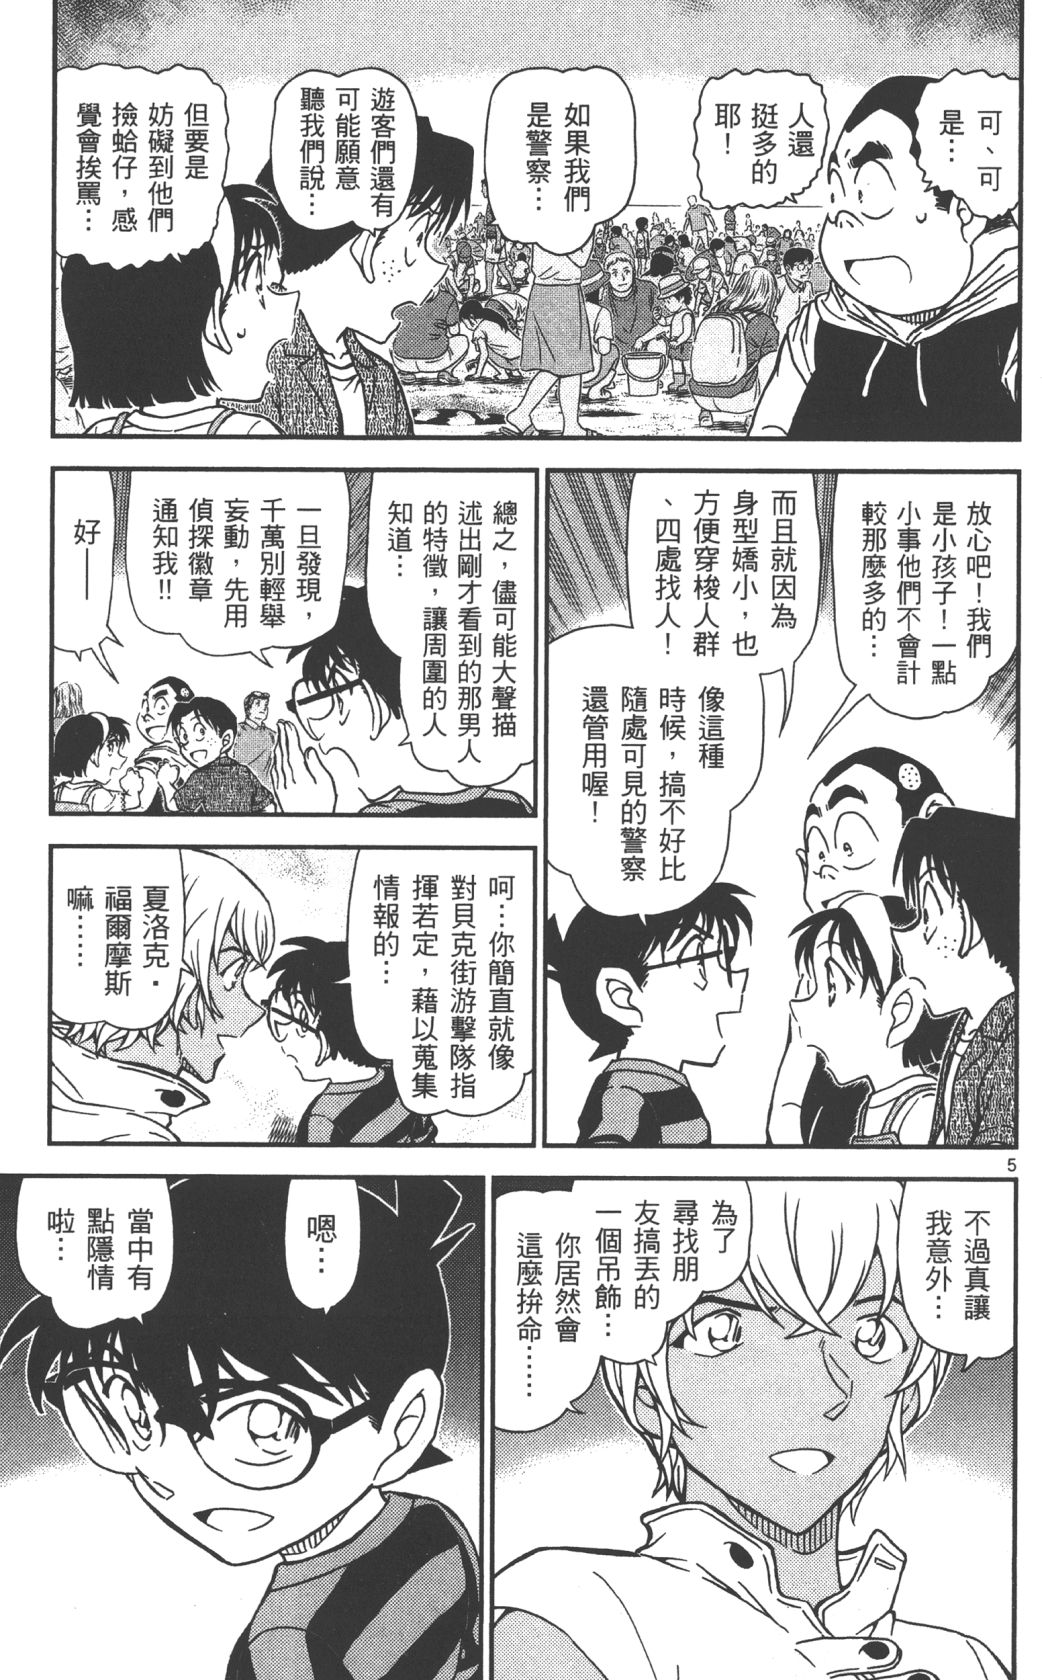 可、可
是…
人還
挺多的
耶！
如果我們
是警察…
遊客們還有
可能願意
聽我們說…
但要是
妨礙到他們
撿蛤仔，感
覺會挨罵…
放心吧！我們
是小孩子！一點
小事他們不會計
較那麼多的…
而且就因為
身型嬌小，也
方便穿梭人群
、四處找人！
像這種
時候，搞不好比
隨處可見的警察
還管用喔！
總之，儘可能大聲描
述出剛才看到的那男人
的特徵，讓周圍的人
知道…
一旦發現，
千萬別輕舉
妄動，先用
偵探徽章
通知我!!
好——
呵…你簡直就像
對貝克街游擊隊指
揮若定，藉以蒐集
情報的…
夏洛克·
福爾摩斯
嘛……
5
不過真讓
我意外…
為了
尋找朋
友搞丟的
一個吊飾…
你居然會
這麼拚命……
嗯…
當中有
點隱情
啦…